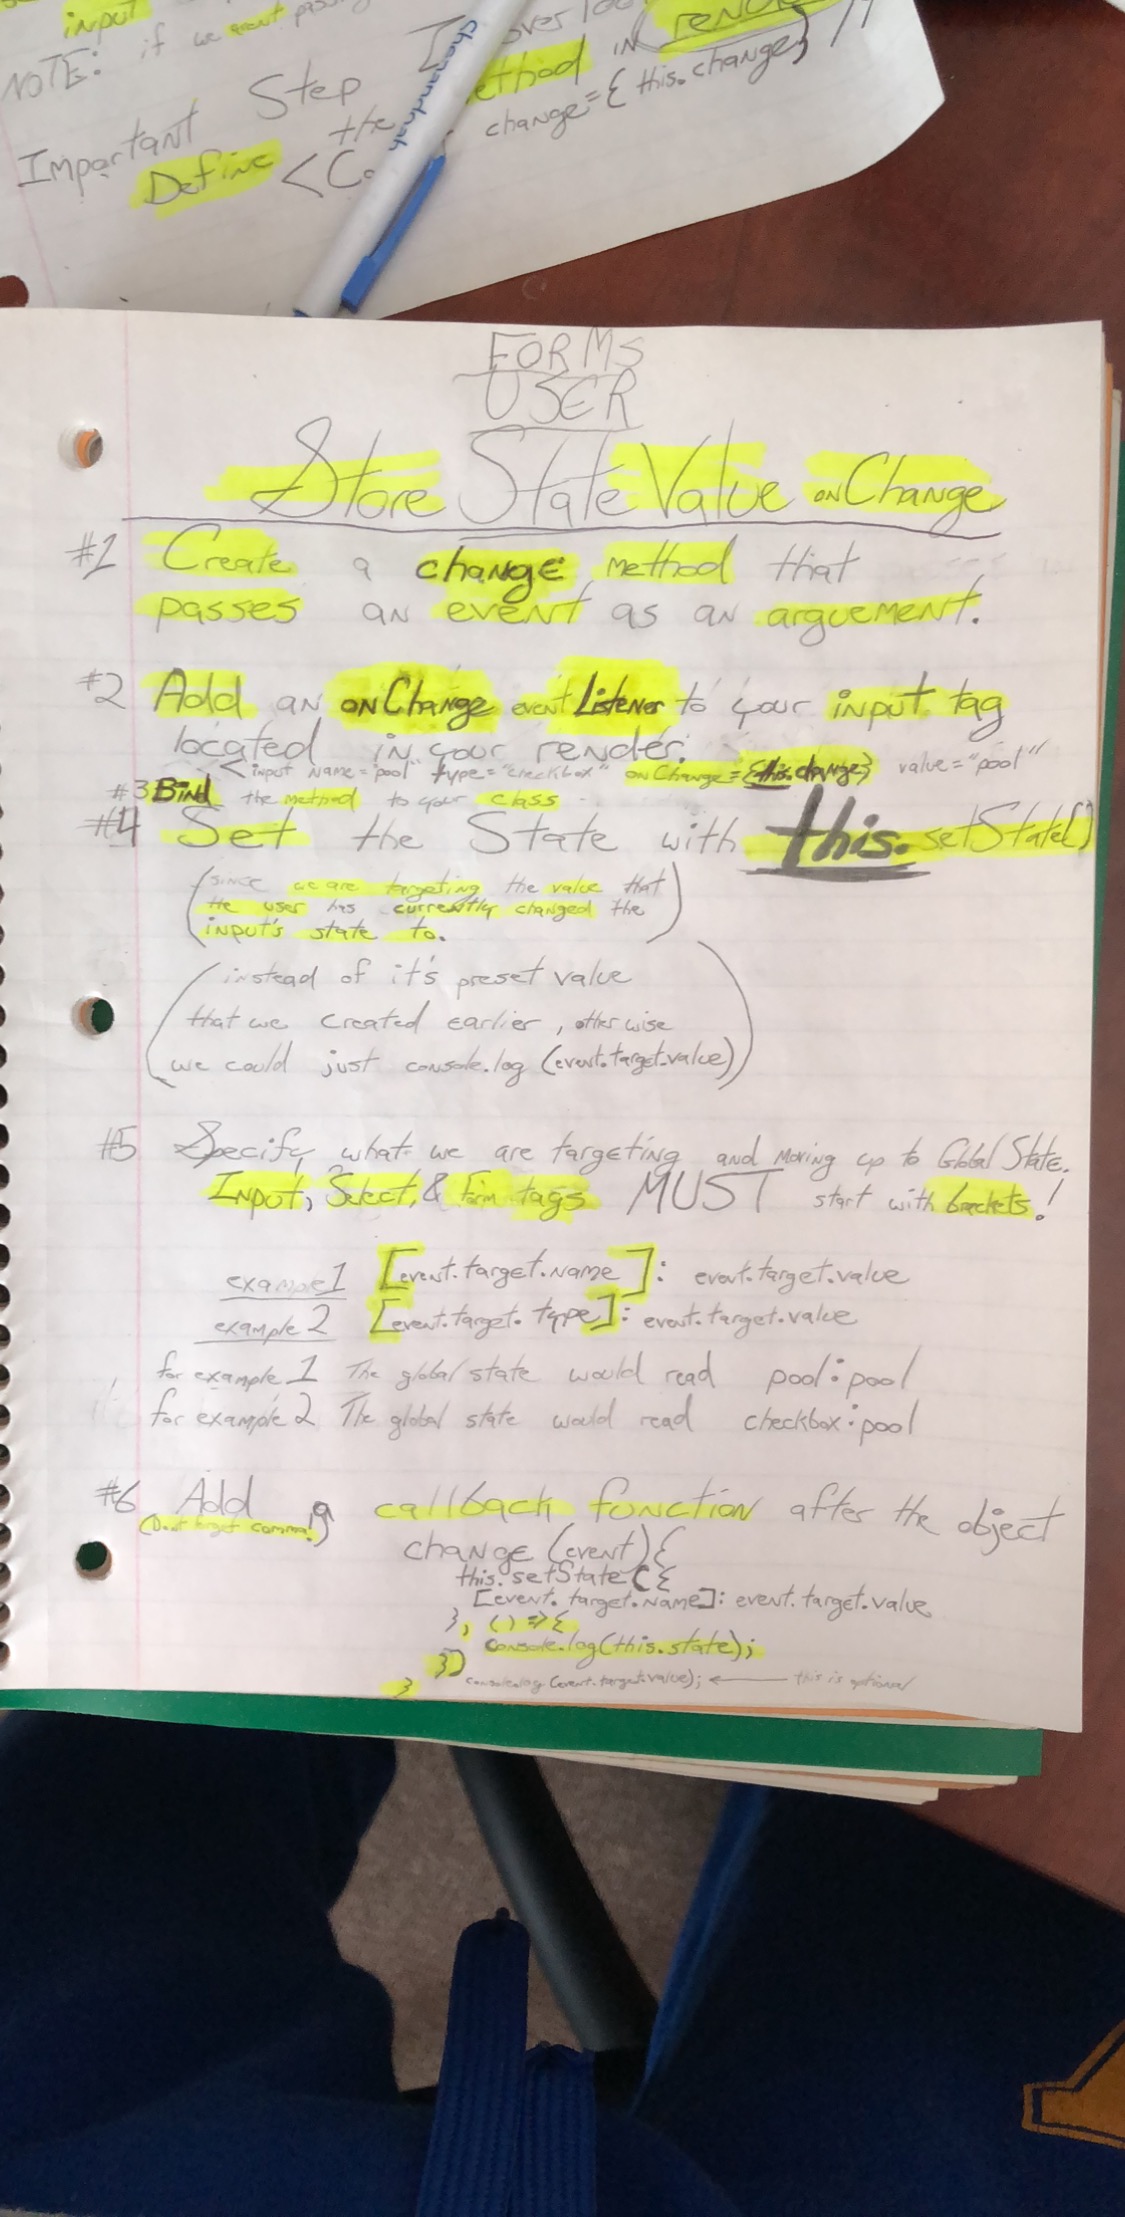 input
NOTE: if we arent passing
over
Important Step the method in render
Define <Co change={this.change} /7
Chanandnah
FORMS
USER
Store State Value onChange
#1 Create a change method that
passes an event as an arguement.
#2 Add an onChange event Listener to your input tag
located in your render.
<input name="pool" type="checkbox" onChange={this.change} value="pool"
#3 Bind the method to your class
#4 Set the State with this.setState()
(since we are targeting the value that
the user has currently changed the
input's state to.)
(instead of it's preset value
that we created earlier, otherwise
we could just console.log (event.target.value))
#5 Specify what we are targeting and moving up to Global State.
Input, Select, & Form tags MUST start with brackets!
example 1 [event.target.name]: event.target.value
example 2 [event.target.type]: event.target.value
for example 1 The global state would read pool:pool
for example 2 The global state would read checkbox:pool
#6 Add a callback function after the object
(Dont forget comma!)
change (event){
this.setState({
[event.target.name]: event.target.value
}, () => {
console.log(this.state);
})
console.log(event.target.value); ← this is optional
}